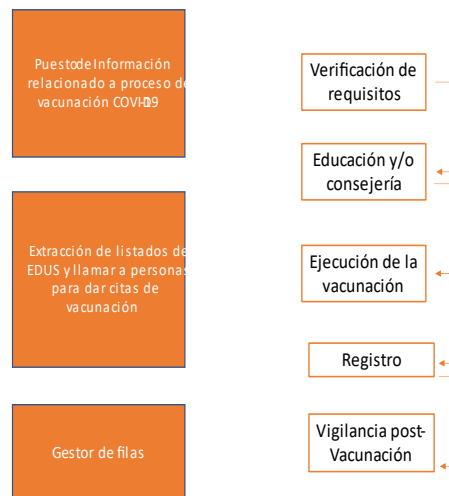 Puesto de Información
relacionado a proceso de
vacunación COVID-19
Extracción de listados de
EDUS y llamar a personas
para dar citas de
vacunación
Gestor de filas
Verificación de
requisitos
Educación y/o
consejería
Ejecución de la
vacunación
Registro
Vigilancia post-
Vacunación